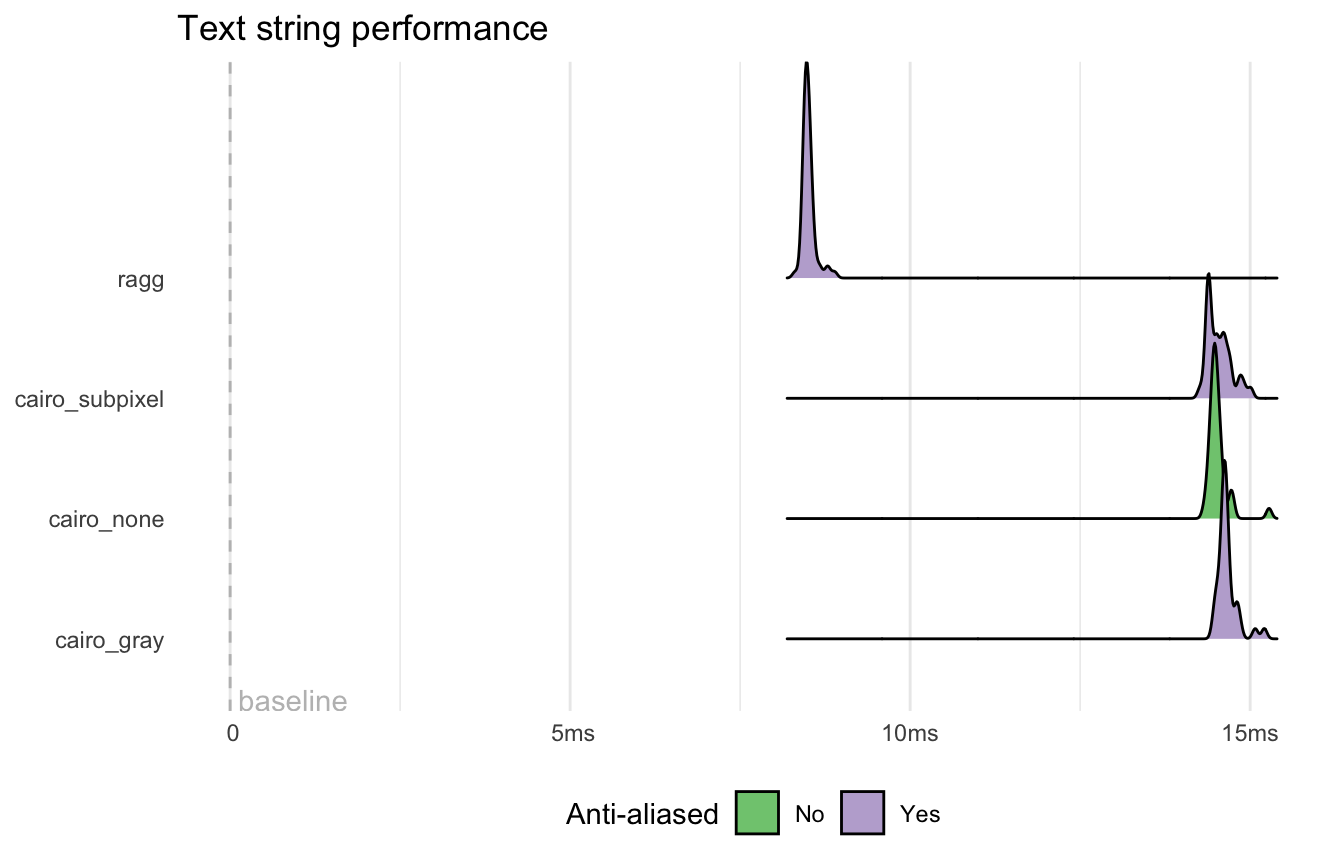 Text string performance
ragg
cairo_subpixel
cairo_none
cairo_gray
baseline
0 5ms 10ms 15ms
Anti-aliased No Yes